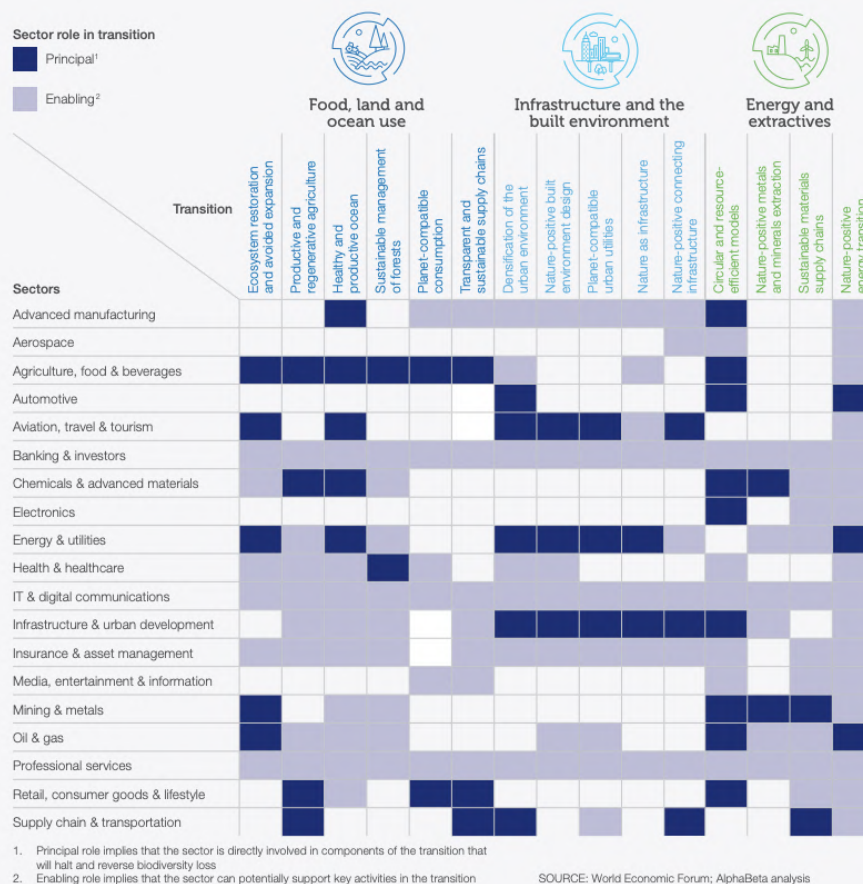 Sector role in transition
Principal1
Enabling2
Food, land and
ocean use
Infrastructure and the
built environment
Energy and
extractives
Transition
Sectors
Ecosystem restoration
and avoided expansion
Productive and
regenerative agriculture
Healthy and
productive ocean
Sustainable management
of forests
Planet-compatible
consumption
Transparent and
sustainable supply chains
Densification of the
urban environment
Nature-positive built
environment design
Planet-compatible
urban utilities
Nature as infrastructure
Nature-positive connecting
infrastructure
Circular and resource-
efficient models
Nature-positive metals
and minerals extraction
Sustainable materials
supply chains
Nature-positive
energy transition
Advanced manufacturing
Aerospace
Agriculture, food & beverages
Automotive
Aviation, travel & tourism
Banking & investors
Chemicals & advanced materials
Electronics
Energy & utilities
Health & healthcare
IT & digital communications
Infrastructure & urban development
Insurance & asset management
Media, entertainment & information
Mining & metals
Oil & gas
Professional services
Retail, consumer goods & lifestyle
Supply chain & transportation
1. Principal role implies that the sector is directly involved in components of the transition that
will halt and reverse biodiversity loss
2. Enabling role implies that the sector can potentially support key activities in the transition
SOURCE: World Economic Forum; AlphaBeta analysis